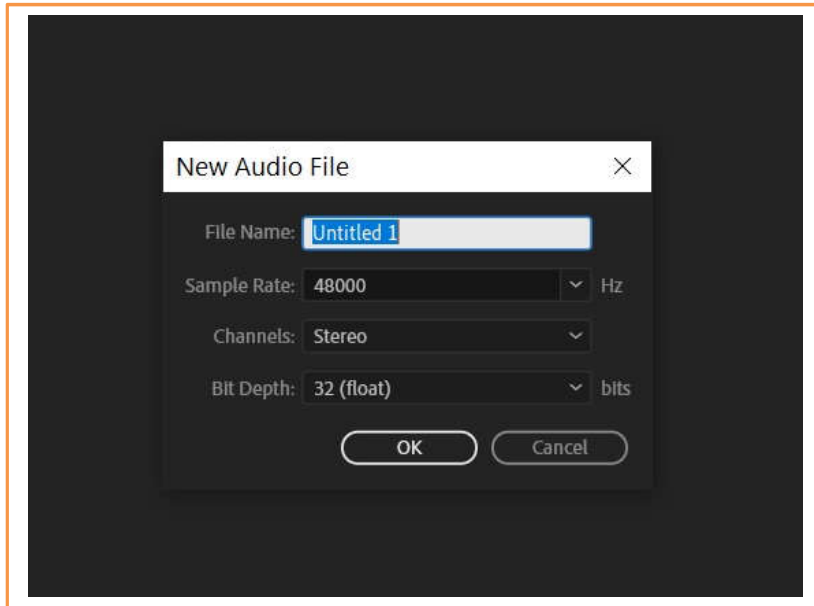 New Audio File
File Name: Untitled 1
Sample Rate: 48000 Hz
Channels: Stereo
Bit Depth: 32 (float) bits
OK Cancel